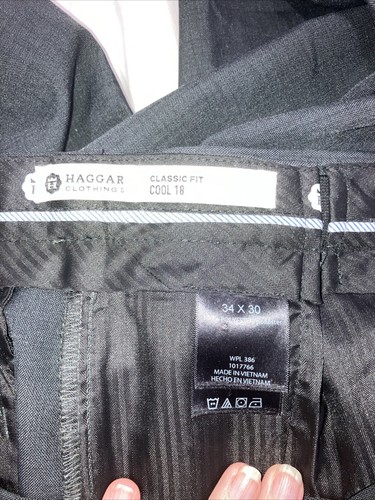 HAGGAR
CLOTHING
CLASSIC FIT
COOL 18
34 X 30
WPL 386
1017766
MADE IN VIETNAM
HECHO EN VIETNAM